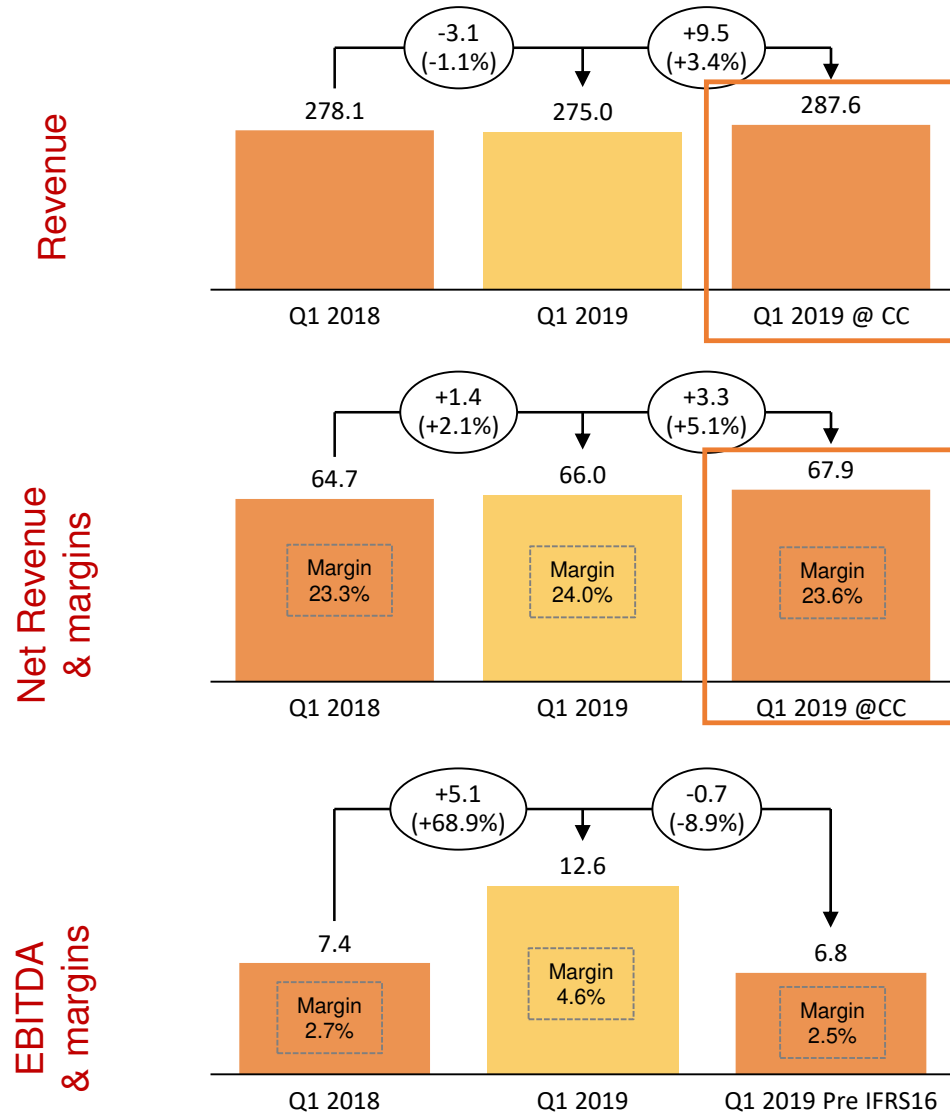 Revenue
-3.1
(-1.1%)
+9.5
(+3.4%)
278.1
275.0
287.6
Q1 2018
Q1 2019
Q1 2019 @ CC
Net Revenue
& margins
+1.4
(+2.1%)
+3.3
(+5.1%)
64.7
66.0
67.9
Margin
23.3%
Margin
24.0%
Margin
23.6%
Q1 2018
Q1 2019
Q1 2019 @CC
EBITDA
& margins
+5.1
(+68.9%)
-0.7
(-8.9%)
7.4
12.6
6.8
Margin
2.7%
Margin
4.6%
Margin
2.5%
Q1 2018
Q1 2019
Q1 2019 Pre IFRS16